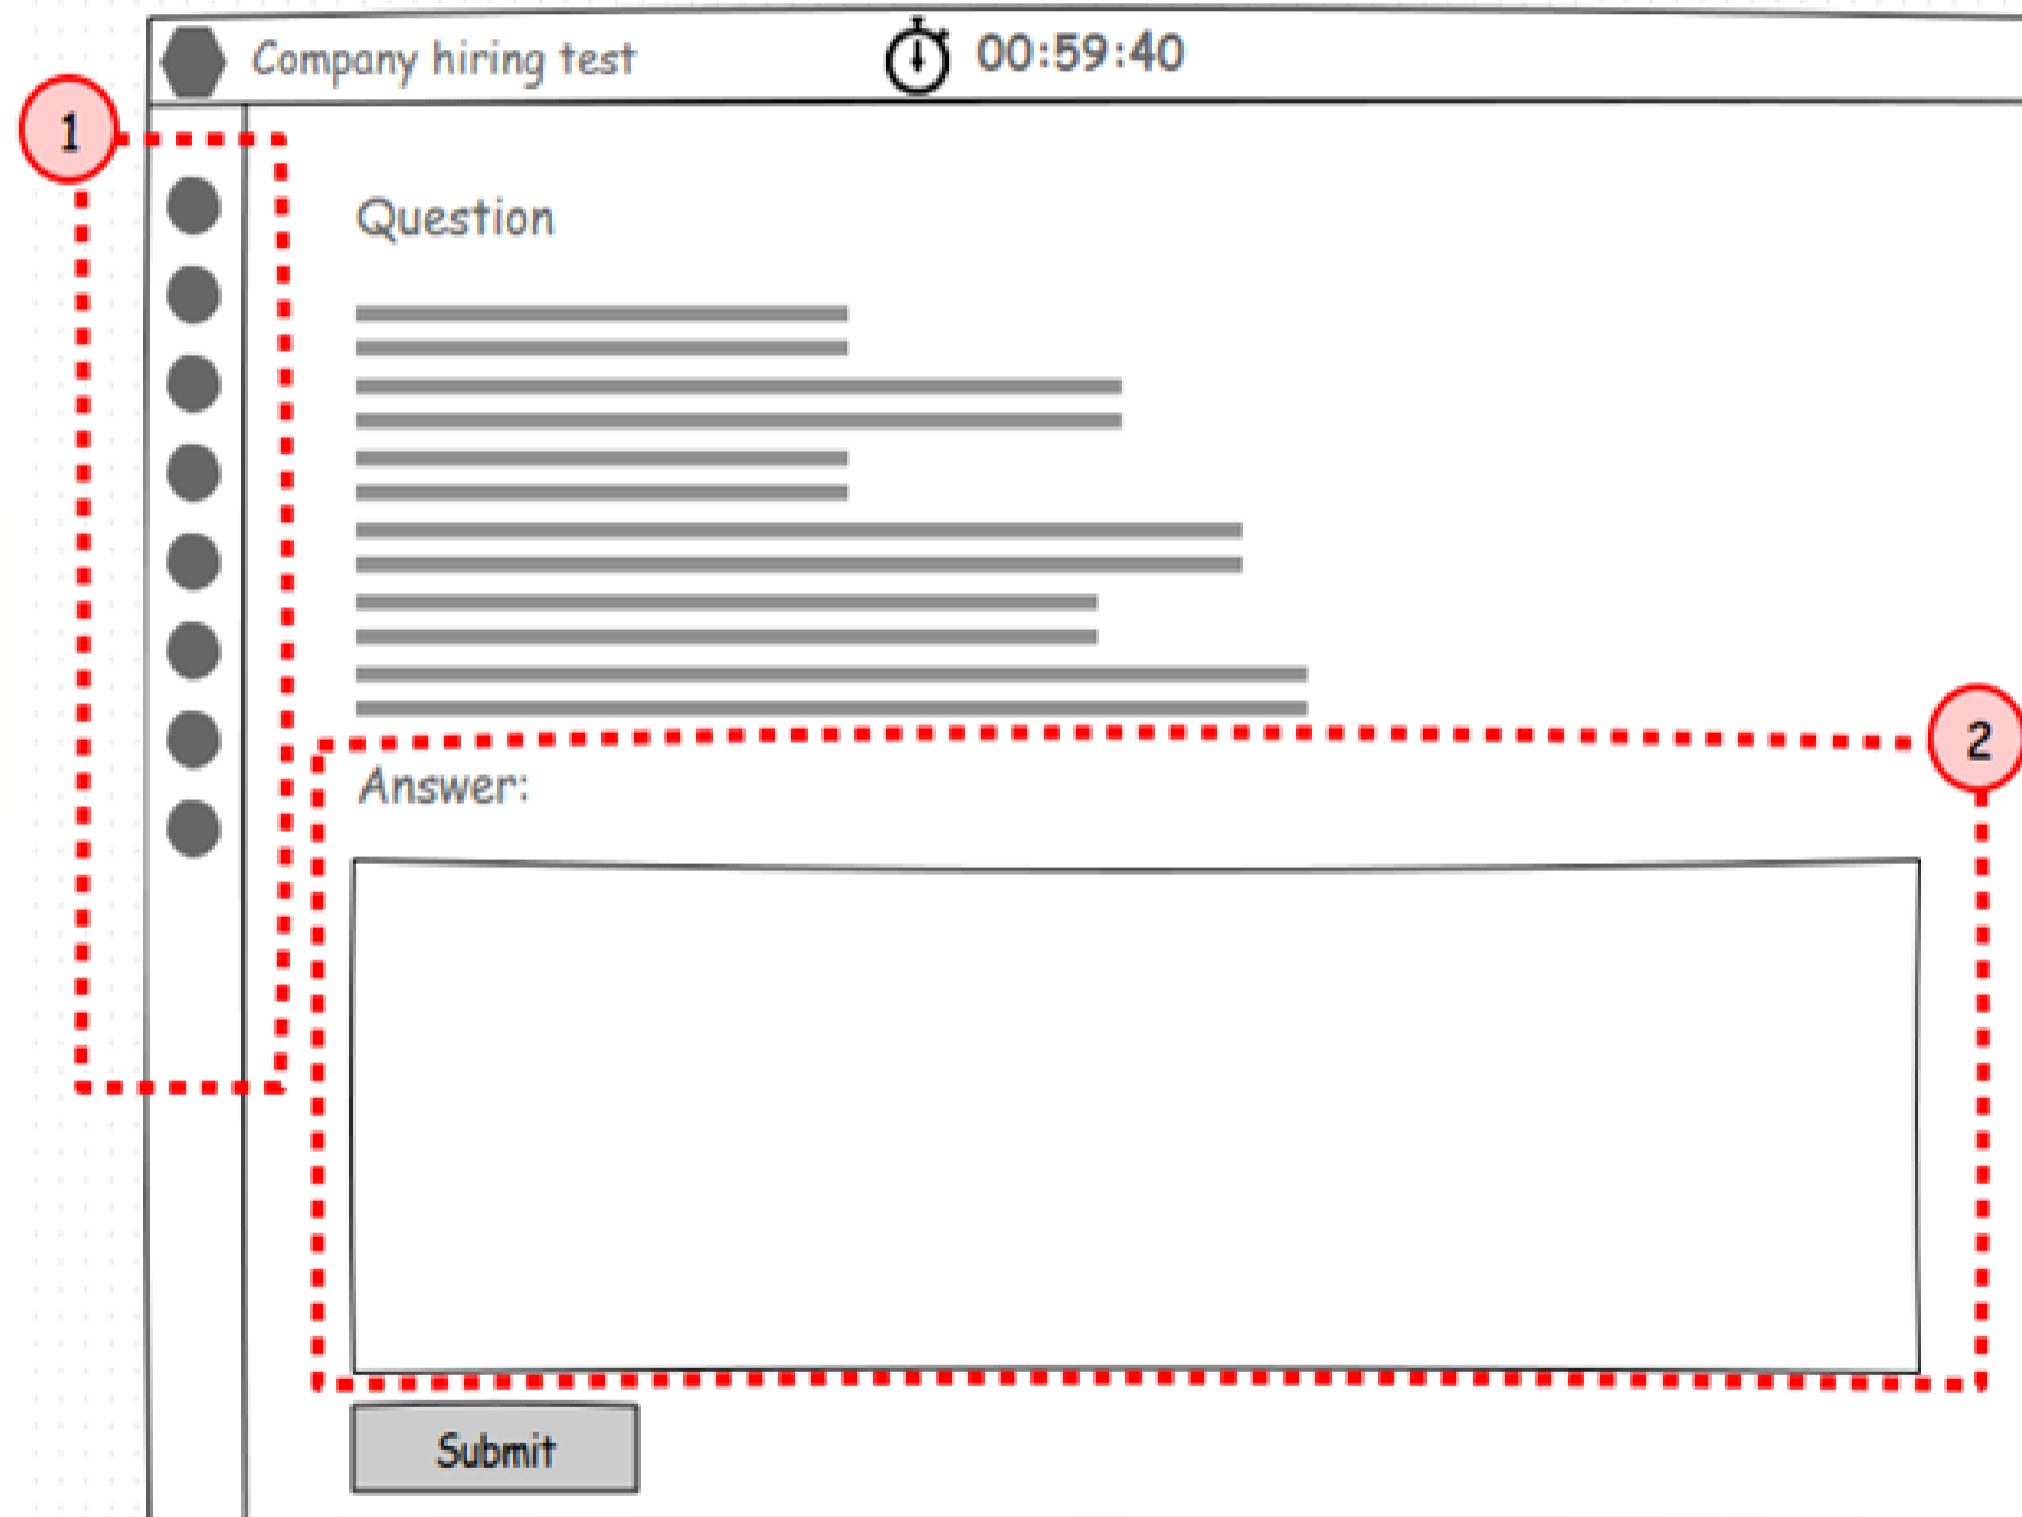 Company hiring test
00:59:40
1
Question
2
Answer:
Submit